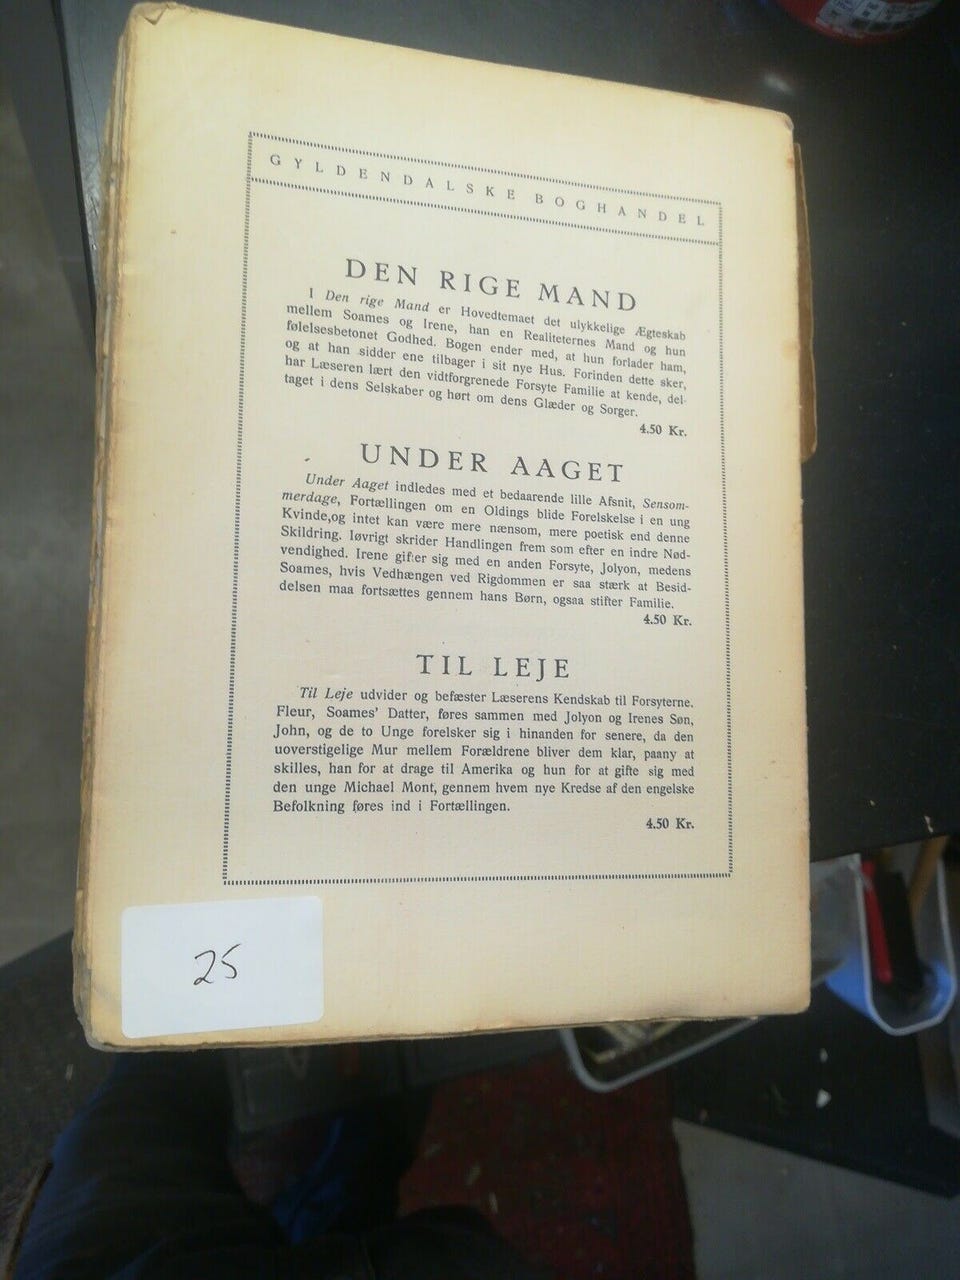 GYLDENDALSKE BOGHANDEL
DEN RIGE MAND
I Den rige Mand er Hovedtemaet det ulykkelige Ægteskab
mellem Soames og Irene, han en Realiteternes Mand og hun
følelsesbetonet Godhed. Bogen ender med, at hun forlader ham,
og at han sidder ene tilbager i sit nye Hus. Forinden dette sker,
har Læseren lært den vidtforgrenede Forsyte Familie at kende, del-
taget i dens Selskaber og hørt om dens Glæder og Sorger.
4.50 Kr.
UNDER AAGET
Under Aaget indledes med et bedaarende lille Afsnit, Sensom-
merdage, Fortællingen om en Oldings blide Forelskelse i en ung
Kvinde,og intet kan være mere nænsom, mere poetisk end denne
Skildring. Iøvrigt skrider Handlingen frem som efter en indre Nød-
vendighed. Irene gifter sig med en anden Forsyte, Jolyon, medens
Soames, hvis Vedhængen ved Rigdommen er saa stærk at Besid-
delsen maa fortsættes gennem hans Børn, ogsaa stifter Familie.
4.50 Kr.
TIL LEJE
Til Leje udvider og befæster Læserens Kendskab til Forsyterne.
Fleur, Soames' Datter, føres sammen med Jolyon og Irenes Søn,
John, og de to Unge forelsker sig i hinanden for senere, da den
uoverstigelige Mur mellem Forældrene bliver dem klar, paany at
skilles, han for at drage til Amerika og hun for at gifte sig med
den unge Michael Mont, gennem hvem nye Kredse af den engelske
Befolkning føres ind i Fortællingen.
4.50 Kr.
25